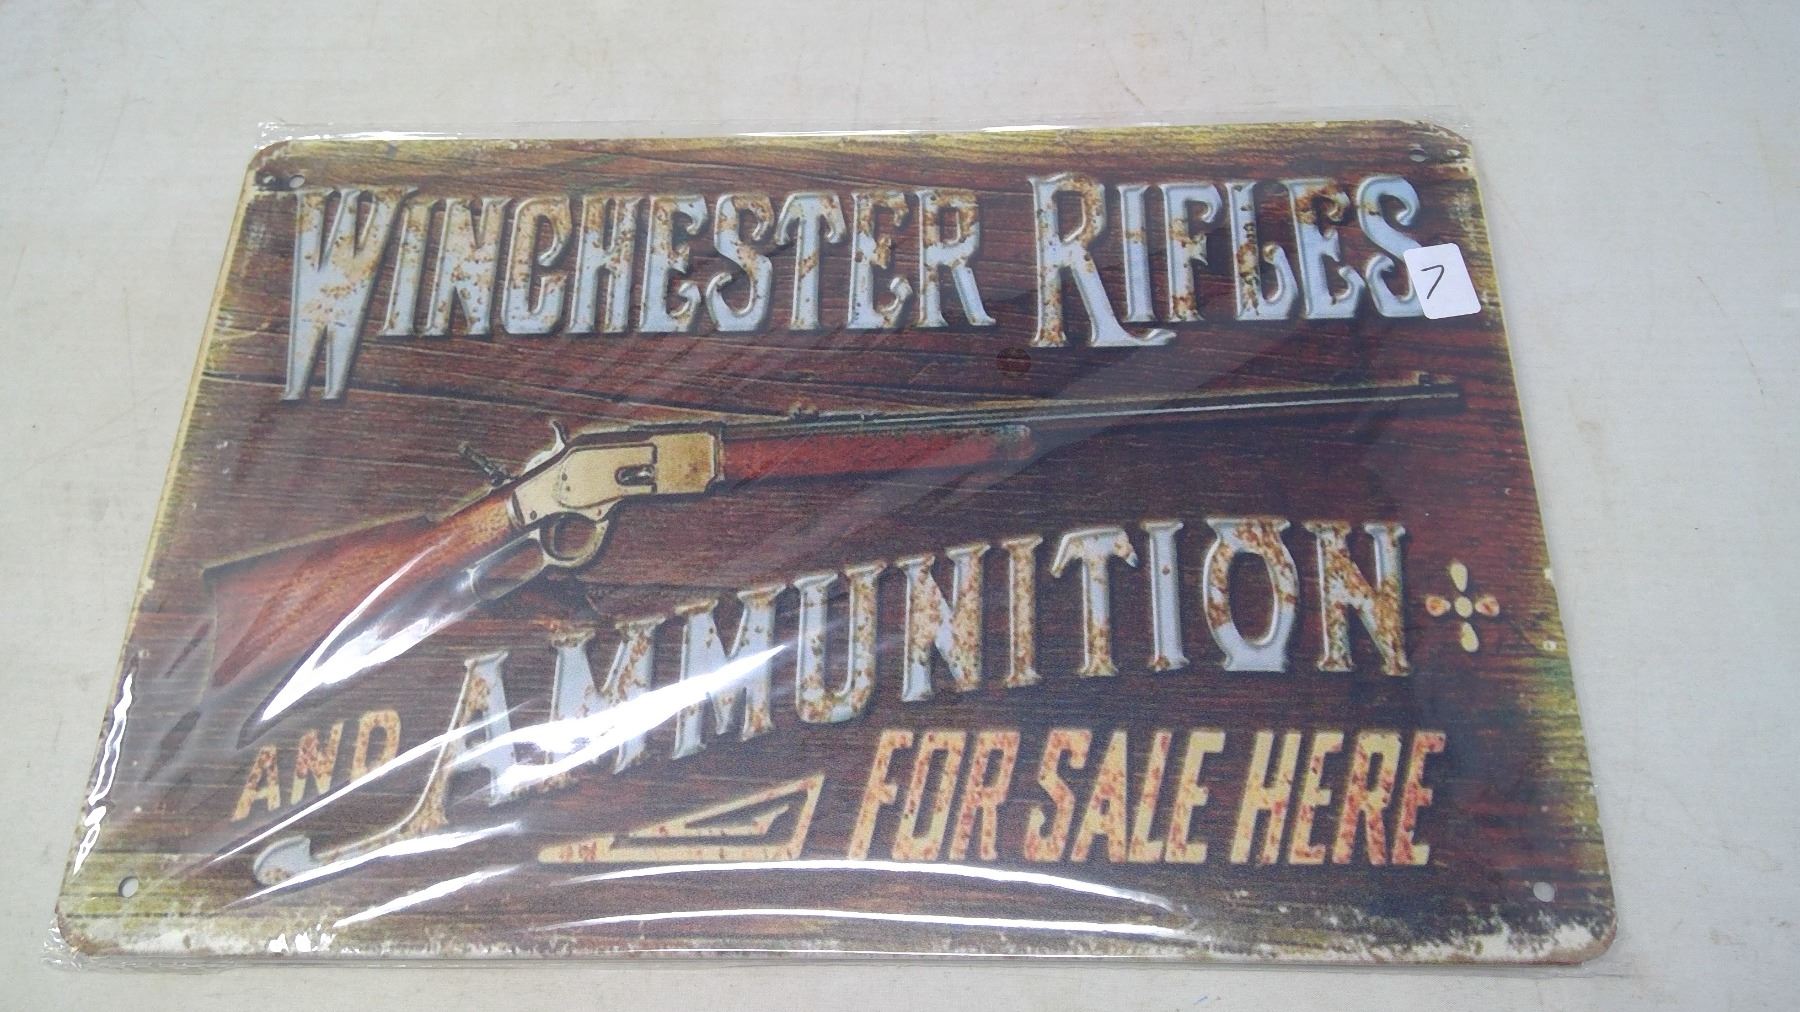 WINCHESTER RIFLES
7
AND AMMUNITION
FOR SALE HERE